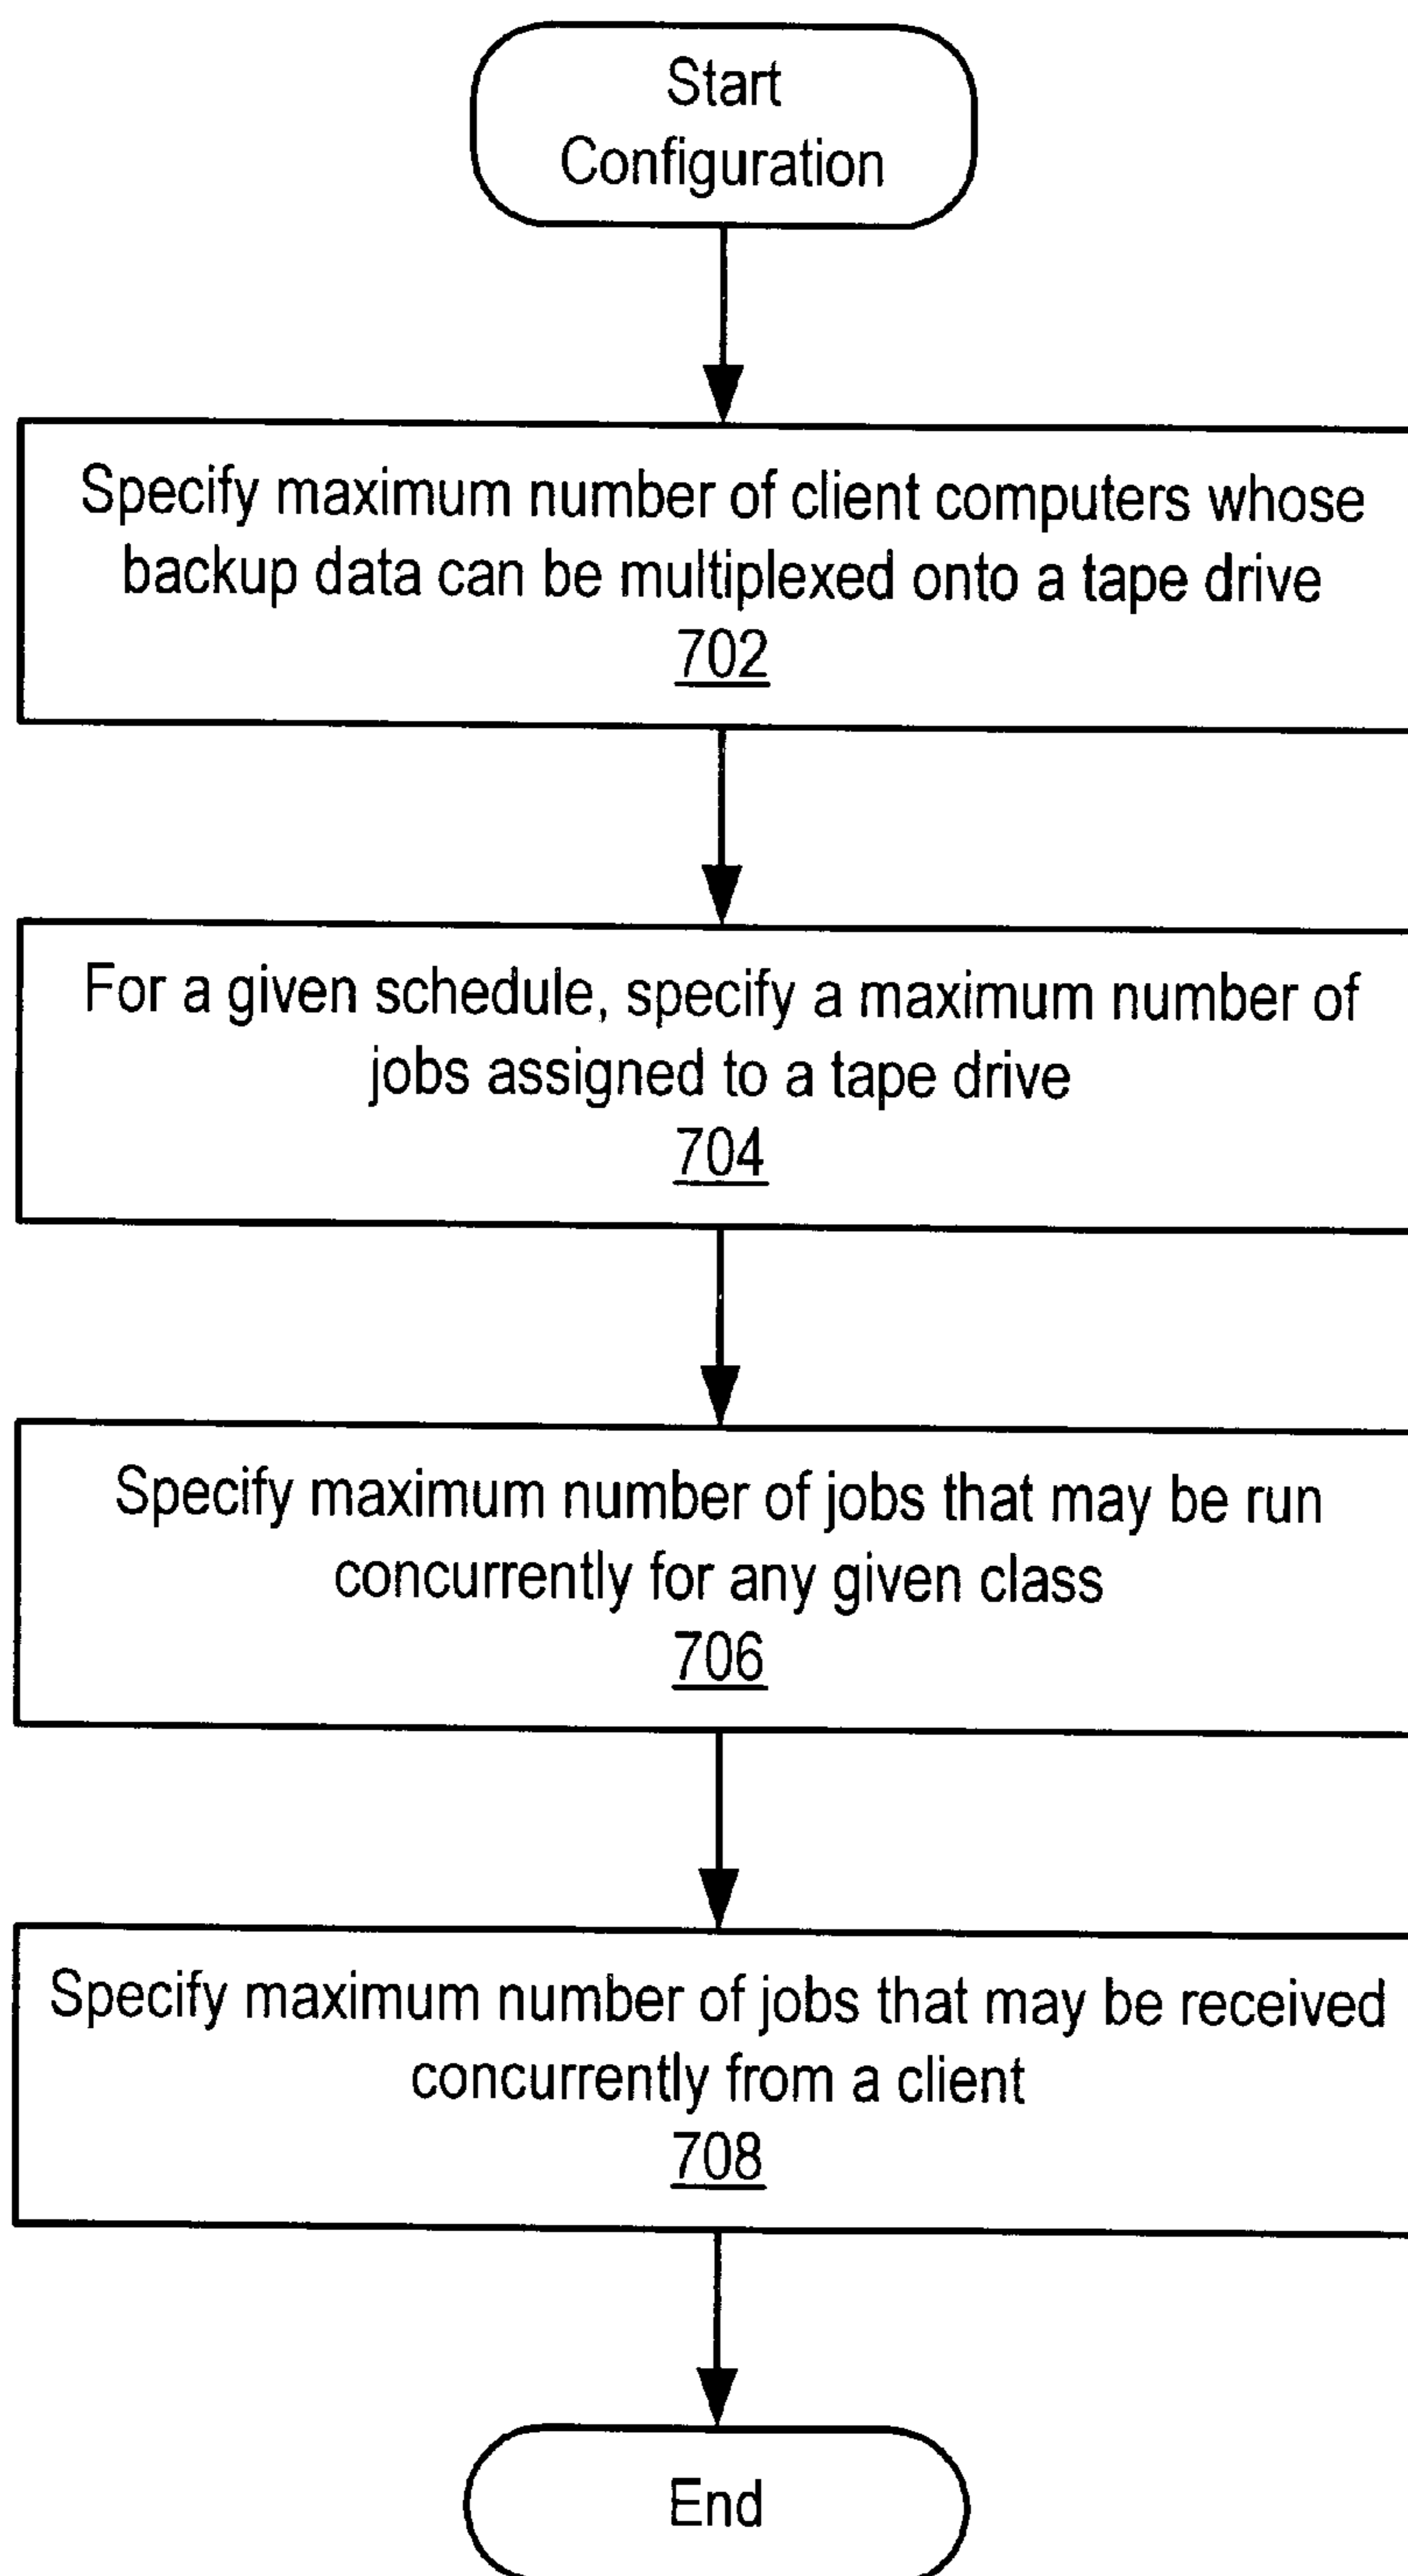 Start
Configuration
Specify maximum number of client computers whose
backup data can be multiplexed onto a tape drive
702
For a given schedule, specify a maximum number of
jobs assigned to a tape drive
704
Specify maximum number of jobs that may be run
concurrently for any given class
706
Specify maximum number of jobs that may be received
concurrently from a client
708
End